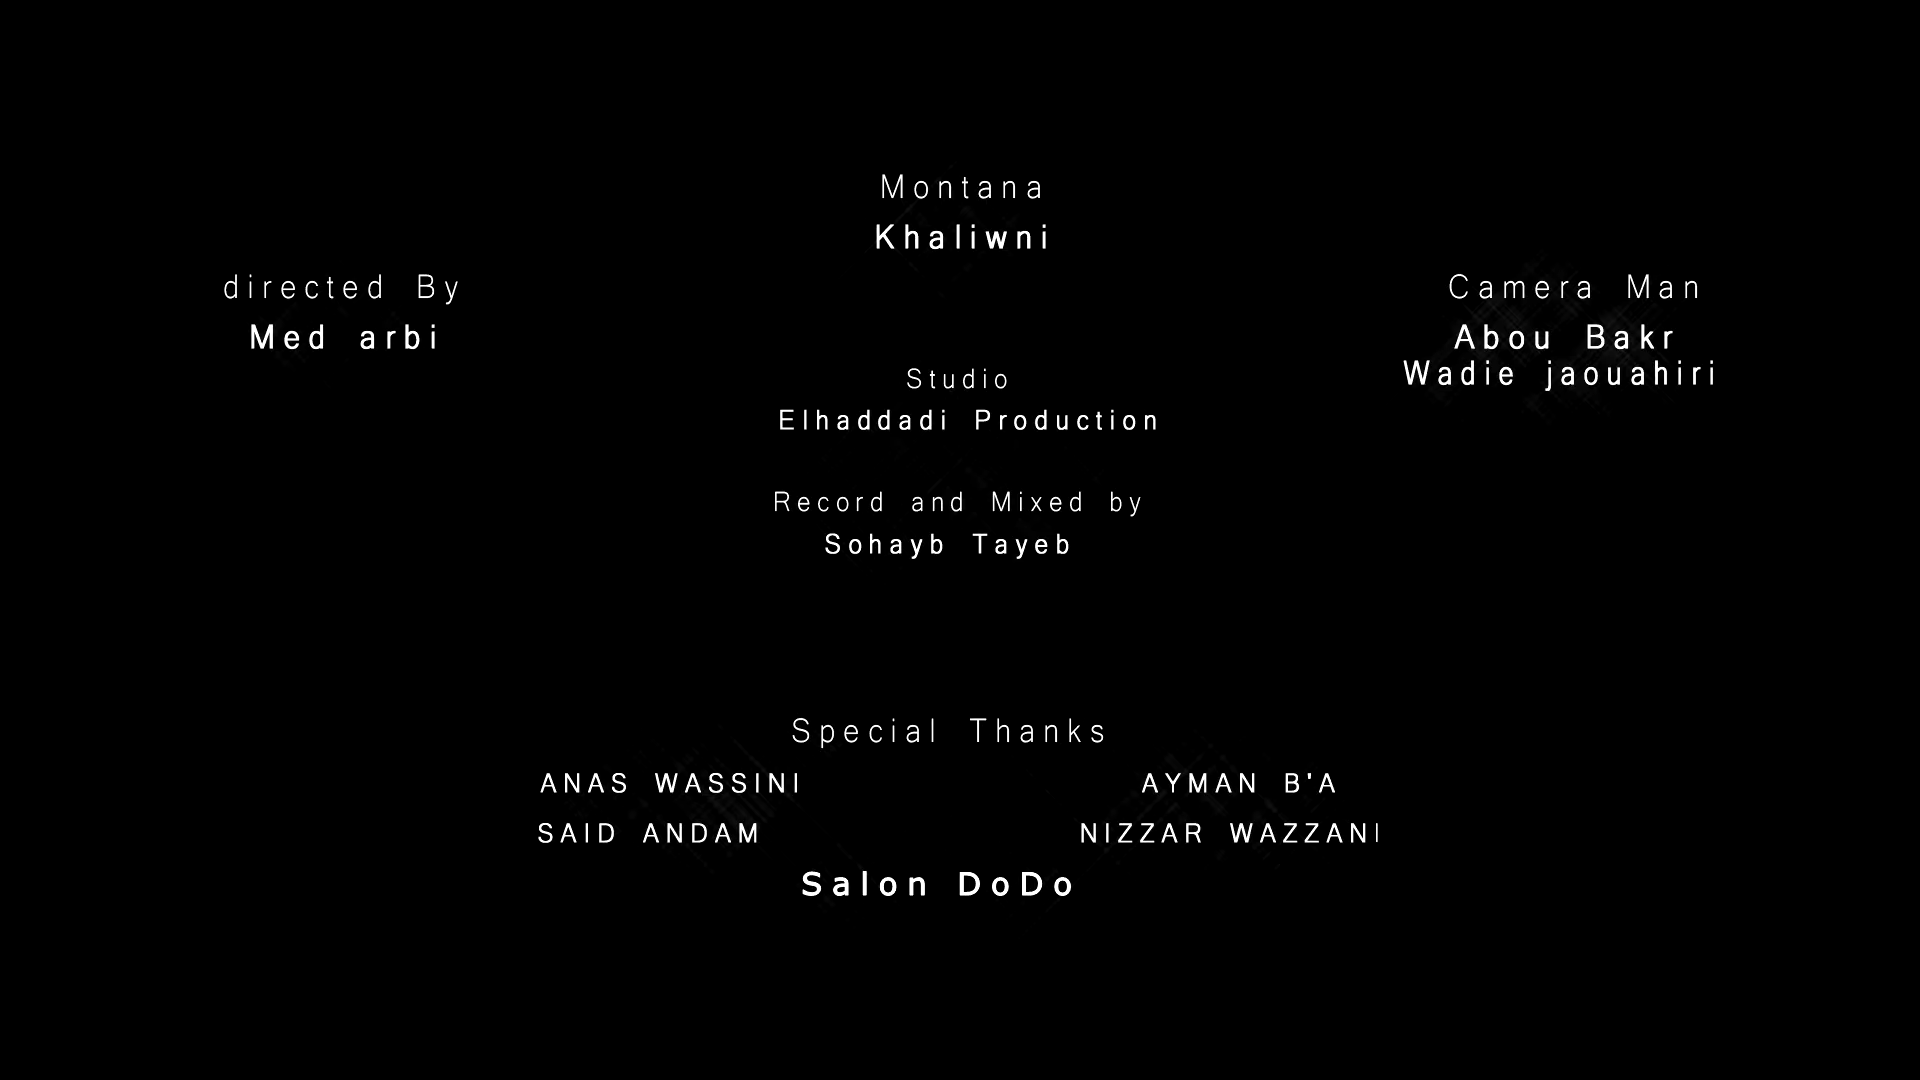 Montana
Khaliwni
directed By
Med arbi
Camera Man
Abou Bakr
Wadie jaouahiri
Studio
Elhaddadi Production
Record and Mixed by
Sohayb Tayeb
Special Thanks
ANAS WASSINI
AYMAN B'A
SAID ANDAM
NIZZAR WAZZANI
Salon DoDo